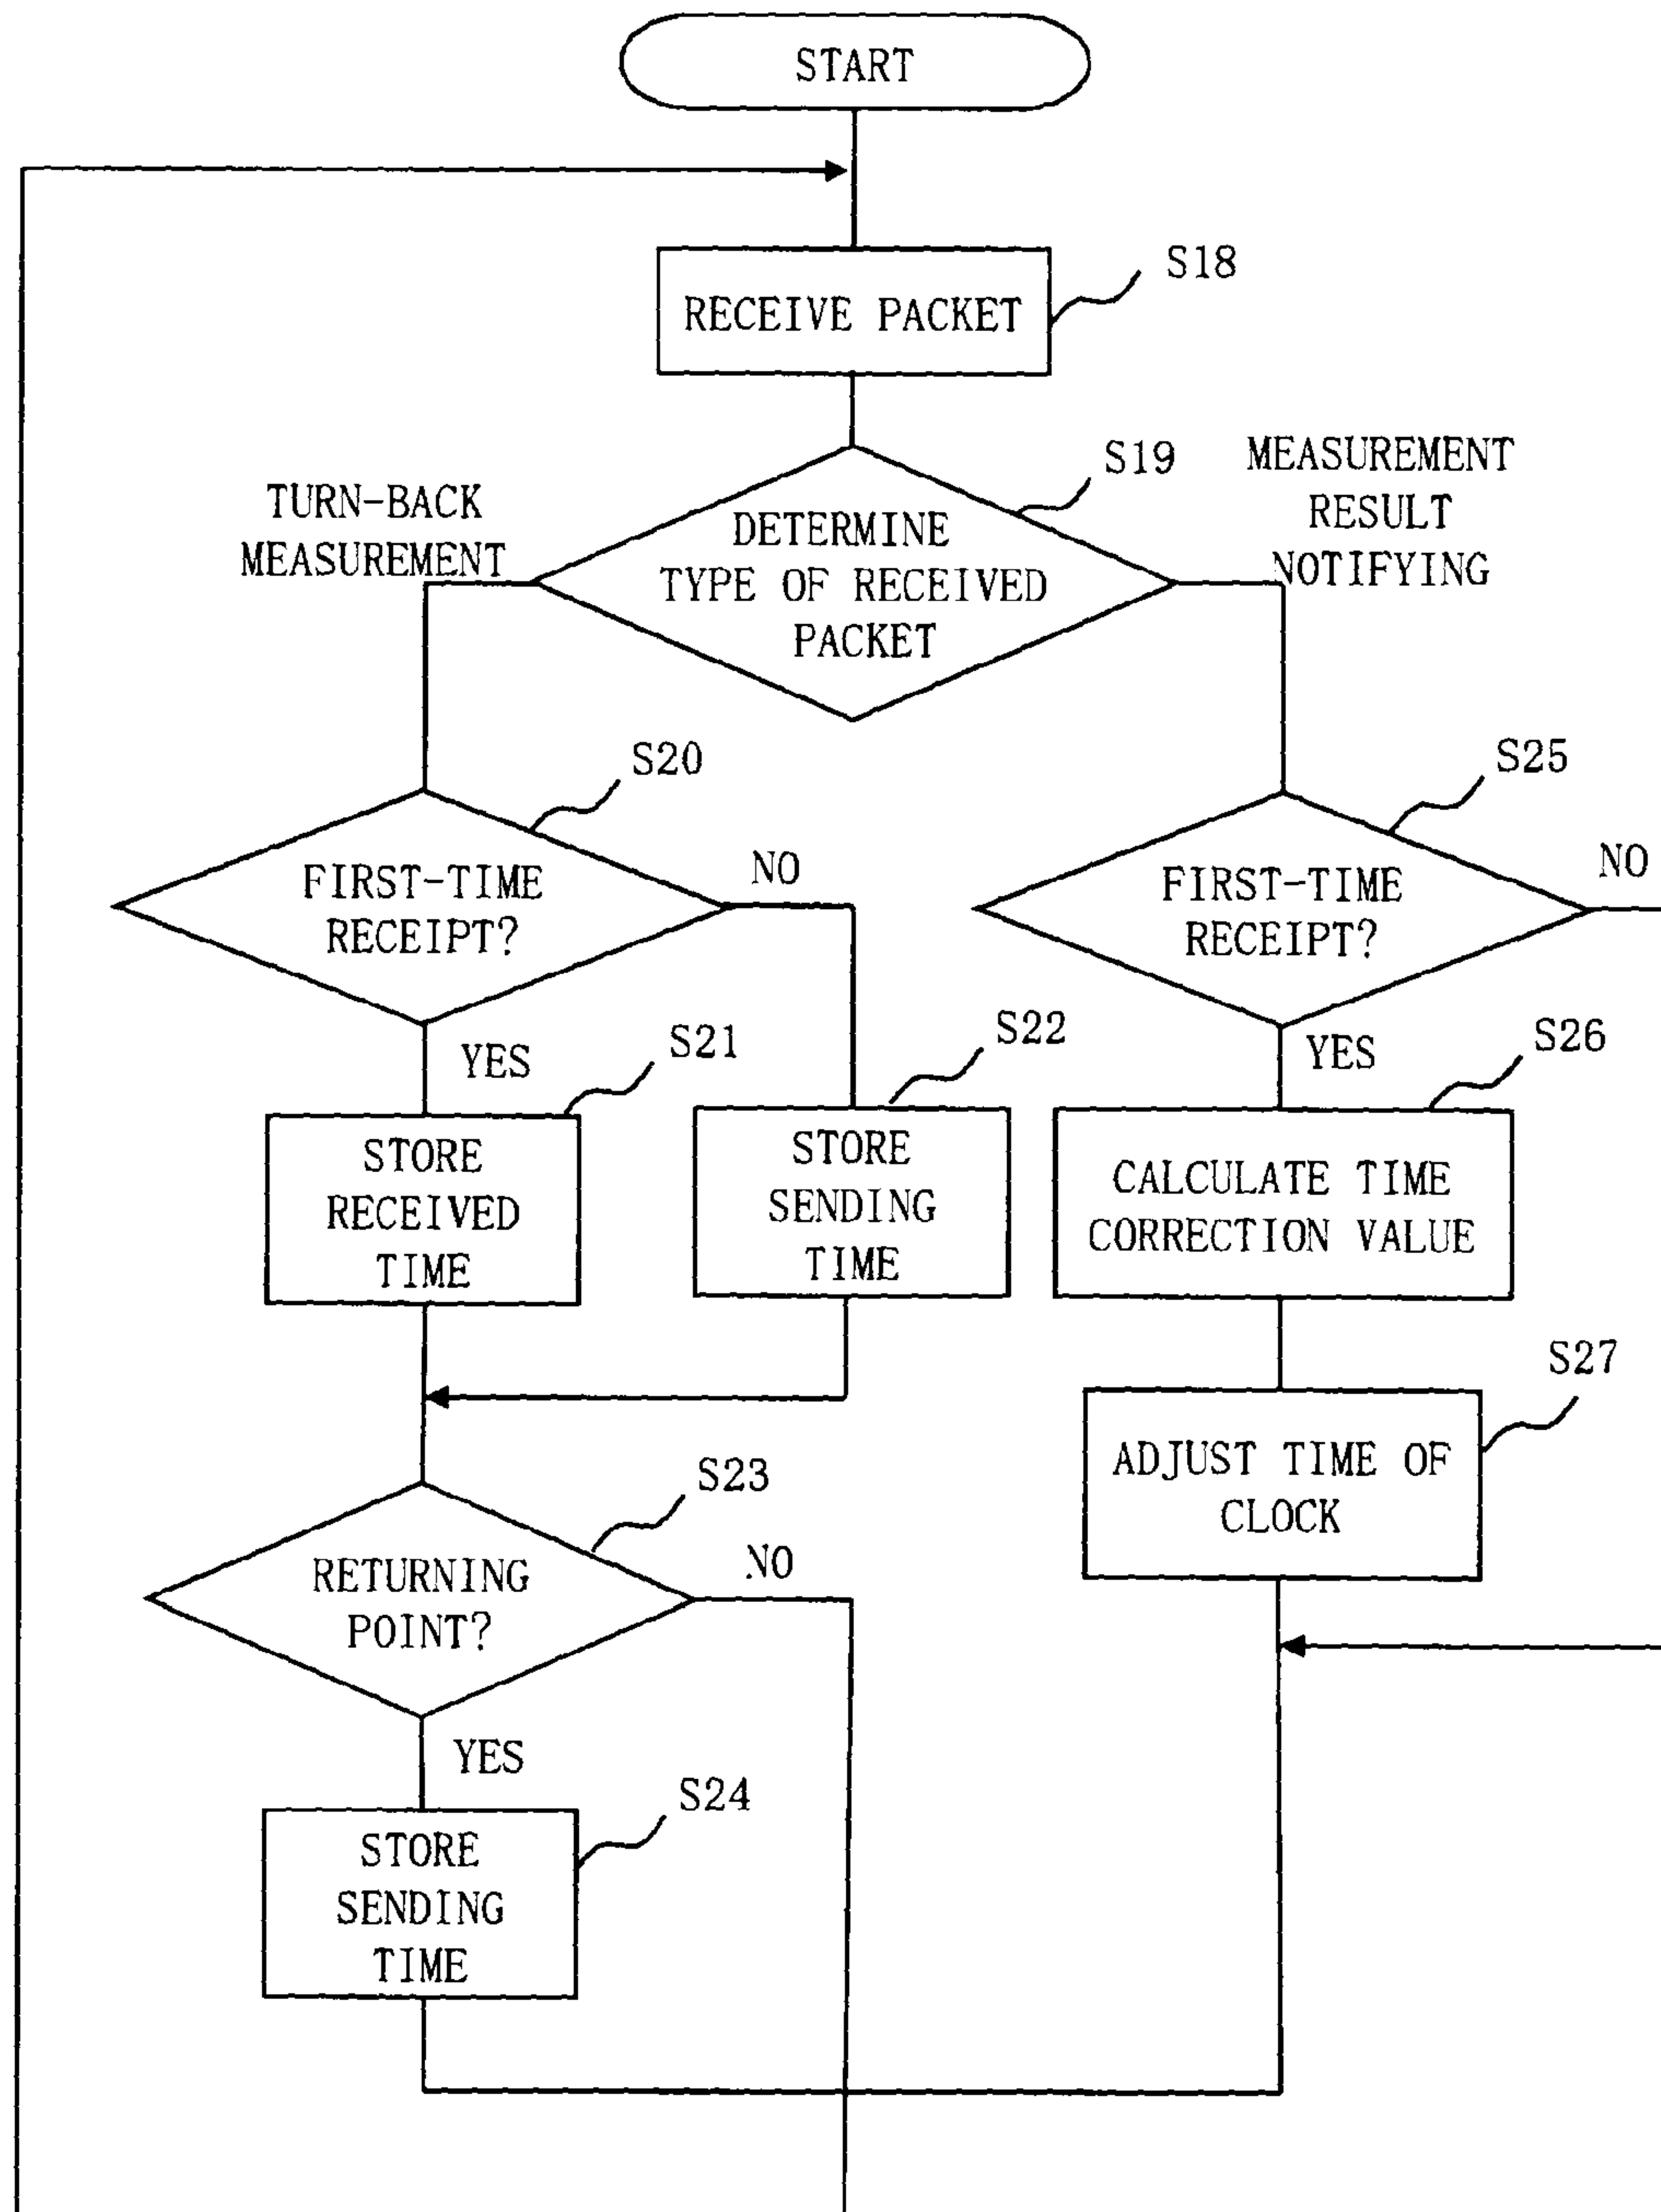 START
RECEIVE PACKET
S18
S19
DETERMINE
TYPE OF RECEIVED
PACKET
TURN-BACK
MEASUREMENT
MEASUREMENT
RESULT
NOTIFYING
S20
FIRST-TIME
RECEIPT?
NO
YES
S25
FIRST-TIME
RECEIPT?
NO
YES
S21
STORE
RECEIVED
TIME
S22
STORE
SENDING
TIME
S26
CALCULATE TIME
CORRECTION VALUE
S27
ADJUST TIME OF
CLOCK
S23
RETURNING
POINT?
NO
YES
S24
STORE
SENDING
TIME